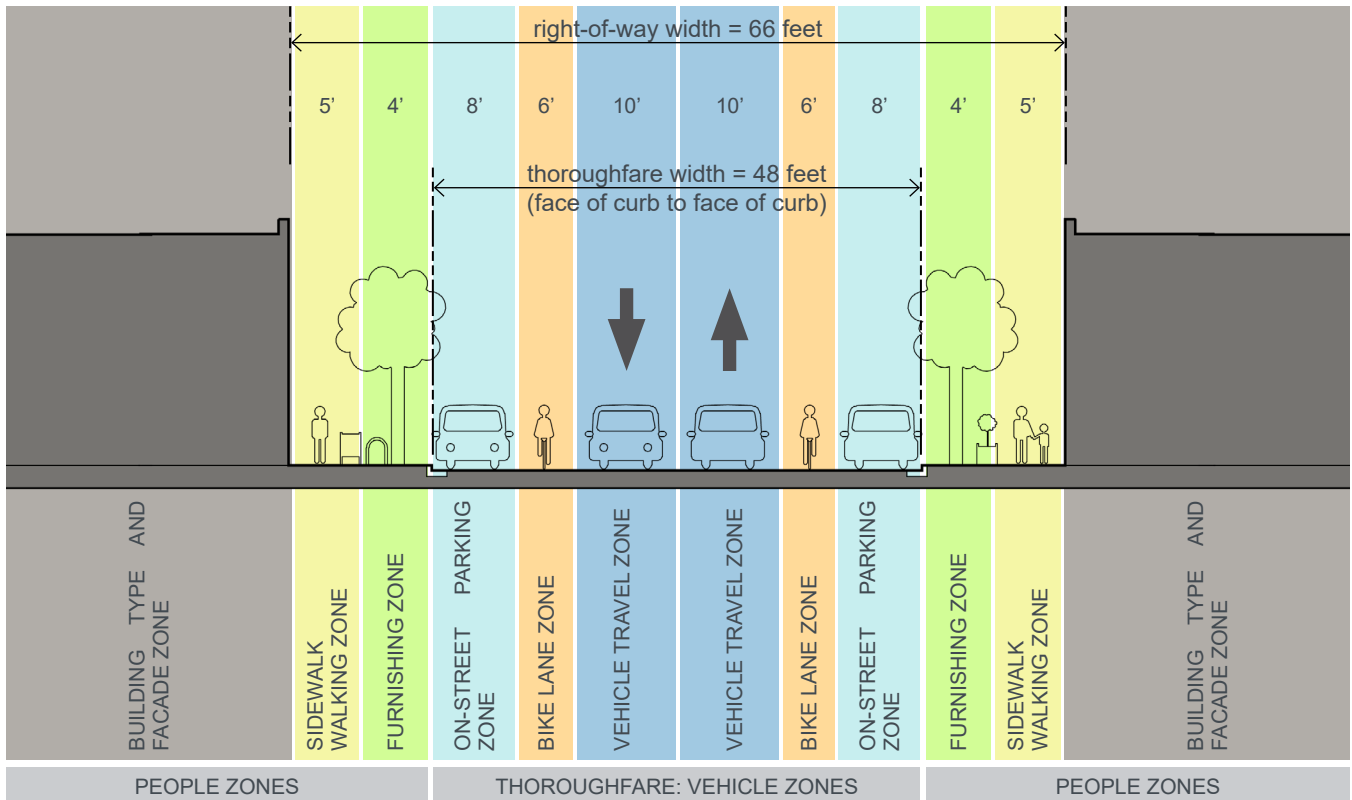 right-of-way width = 66 feet
5’
4’
8’
6’
10’
10’
6’
8’
4’
5’
thoroughfare width = 48 feet
(face of curb to face of curb)
BUILDING TYPE AND
FACADE ZONE
SIDEWALK
WALKING ZONE
FURNISHING ZONE
ON-STREET PARKING
ZONE
BIKE LANE ZONE
VEHICLE TRAVEL ZONE
VEHICLE TRAVEL ZONE
BIKE LANE ZONE
ON-STREET PARKING
ZONE
FURNISHING ZONE
SIDEWALK
WALKING ZONE
BUILDING TYPE AND
FACADE ZONE
PEOPLE ZONES
THOROUGHFARE: VEHICLE ZONES
PEOPLE ZONES